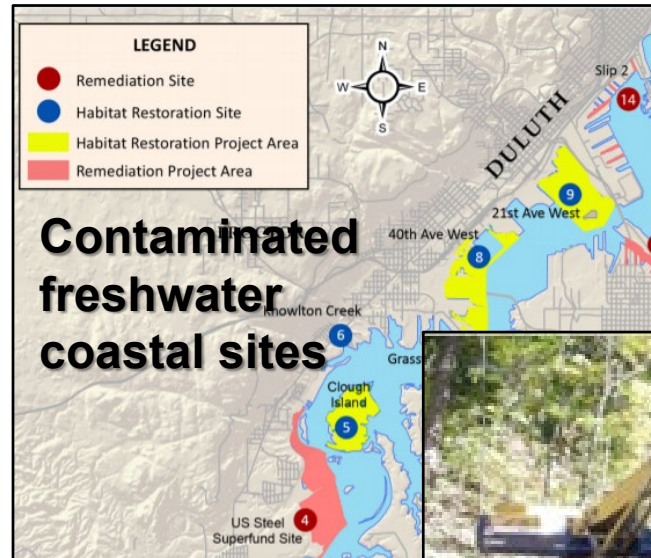 LEGEND
Remediation Site
Habitat Restoration Site
Habitat Restoration Project Area
Remediation Project Area
N
W
E
S
Slip 2
14
DULUTH
9
21st Ave West
40th Ave West
8
Contaminated
freshwater
coastal sites
Knowlton Creek
6
Grass
Clough
Island
5
4
US Steel
Superfund Site